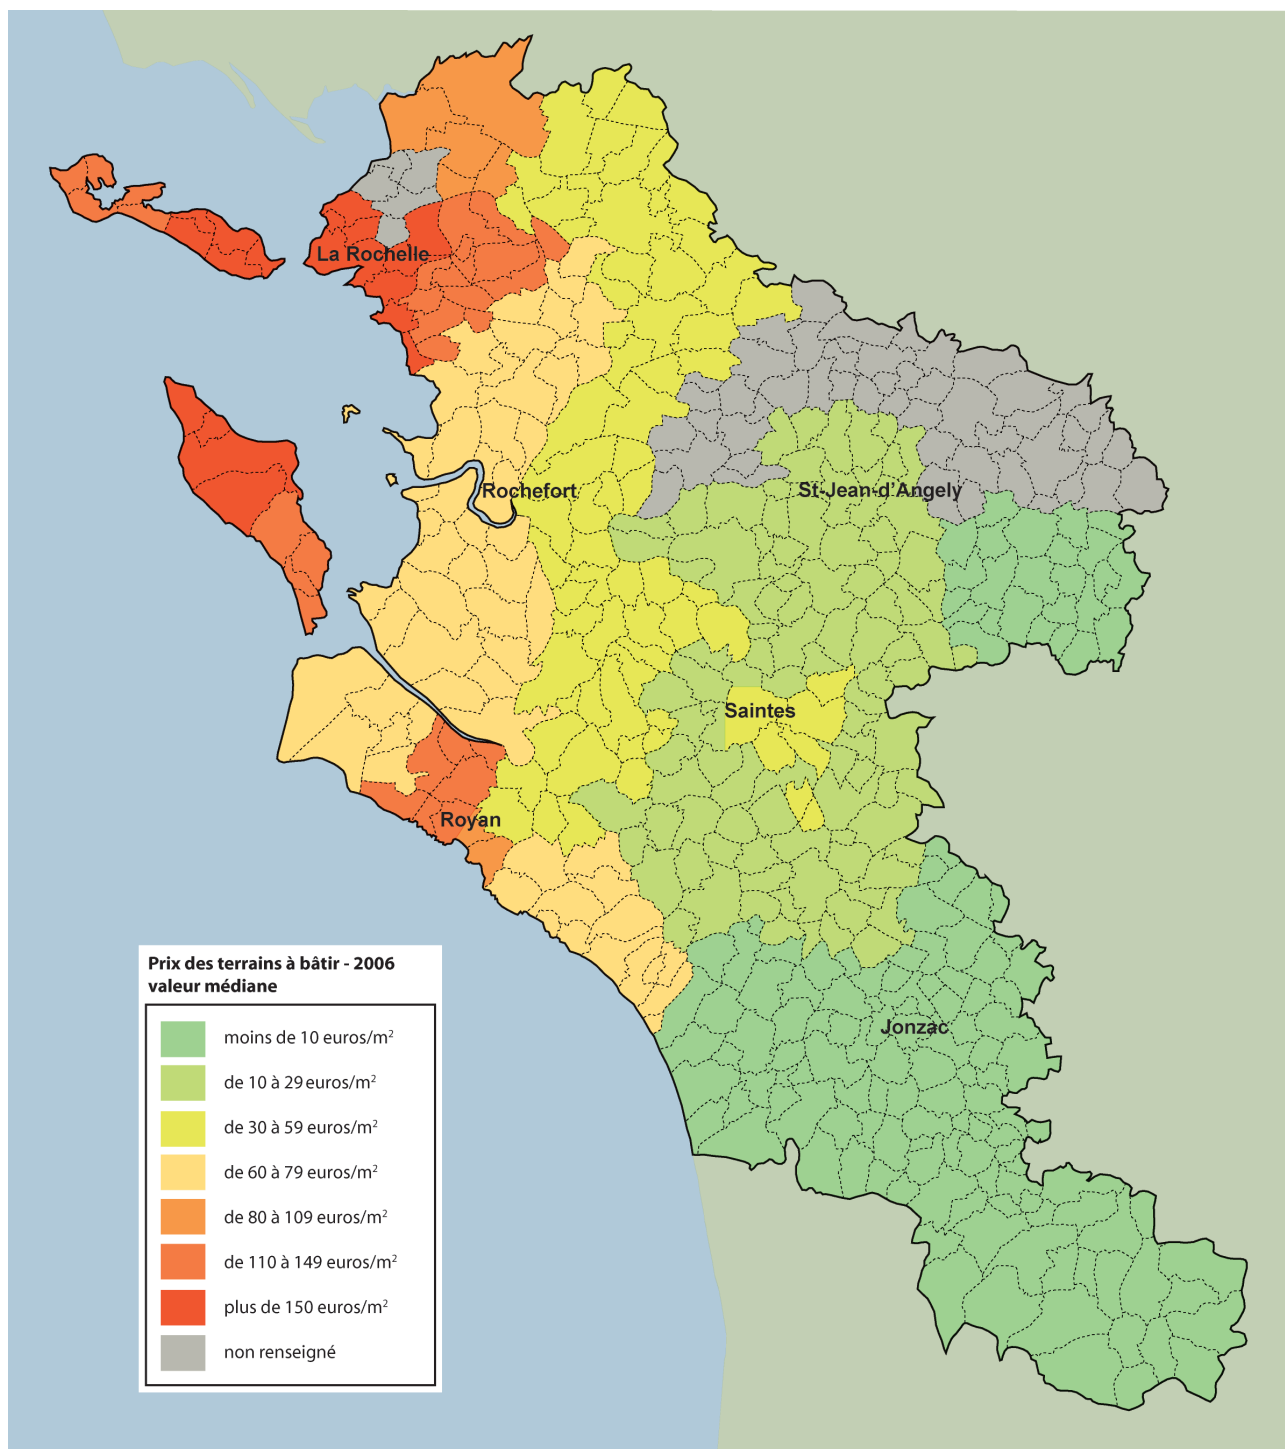 La Rochelle
Rochefort
St-Jean-d'Angely
Saintes
Royan
Jonzac
Prix des terrains à bâtir - 2006
valeur médiane
moins de 10 euros/m²
de 10 à 29 euros/m²
de 30 à 59 euros/m²
de 60 à 79 euros/m²
de 80 à 109 euros/m²
de 110 à 149 euros/m²
plus de 150 euros/m²
non renseigné